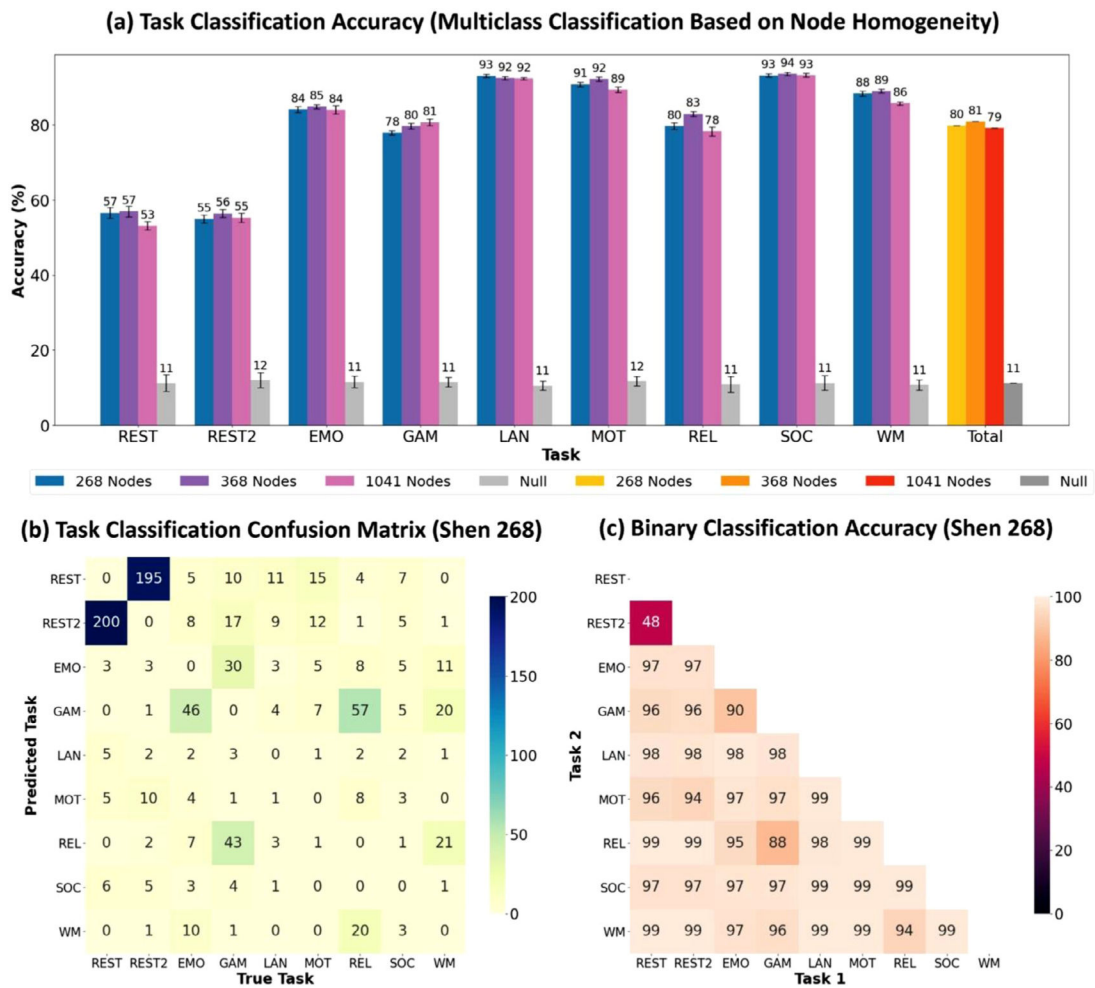 (a) Task Classification Accuracy (Multiclass Classification Based on Node Homogeneity)
Accuracy (%)
80
60
40
20
0
57 57 53 11
55 56 55 12
84 85 84 11
78 80 81 11
93 92 92 11
91 92 89 12
80 83 78 11
93 94 93 11
88 89 86 11
80 81 79 11
REST REST2 EMO GAM LAN MOT REL SOC WM Total
Task
268 Nodes 368 Nodes 1041 Nodes Null 268 Nodes 368 Nodes 1041 Nodes Null
(b) Task Classification Confusion Matrix (Shen 268)
Predicted Task
REST 0 195 5 10 11 15 4 7 0
REST2 200 0 8 17 9 12 1 5 1
EMO 3 3 0 30 3 5 8 5 11
GAM 0 1 46 0 4 7 57 5 20
LAN 5 2 2 3 0 1 2 2 1
MOT 5 10 4 1 1 0 8 3 0
REL 0 2 7 43 3 1 0 1 21
SOC 6 5 3 4 1 0 0 0 1
WM 0 1 10 1 0 0 20 3 0
REST REST2 EMO GAM LAN MOT REL SOC WM
True Task
200
150
100
50
0
(c) Binary Classification Accuracy (Shen 268)
Task 2
REST
REST2 48
EMO 97 97
GAM 96 96 90
LAN 98 98 98 98
MOT 96 94 97 97 99
REL 99 99 95 88 98 99
SOC 97 97 97 97 99 99 99
WM 99 99 97 96 99 99 94 99
REST REST2 EMO GAM LAN MOT REL SOC WM
Task 1
100
80
60
40
20
0